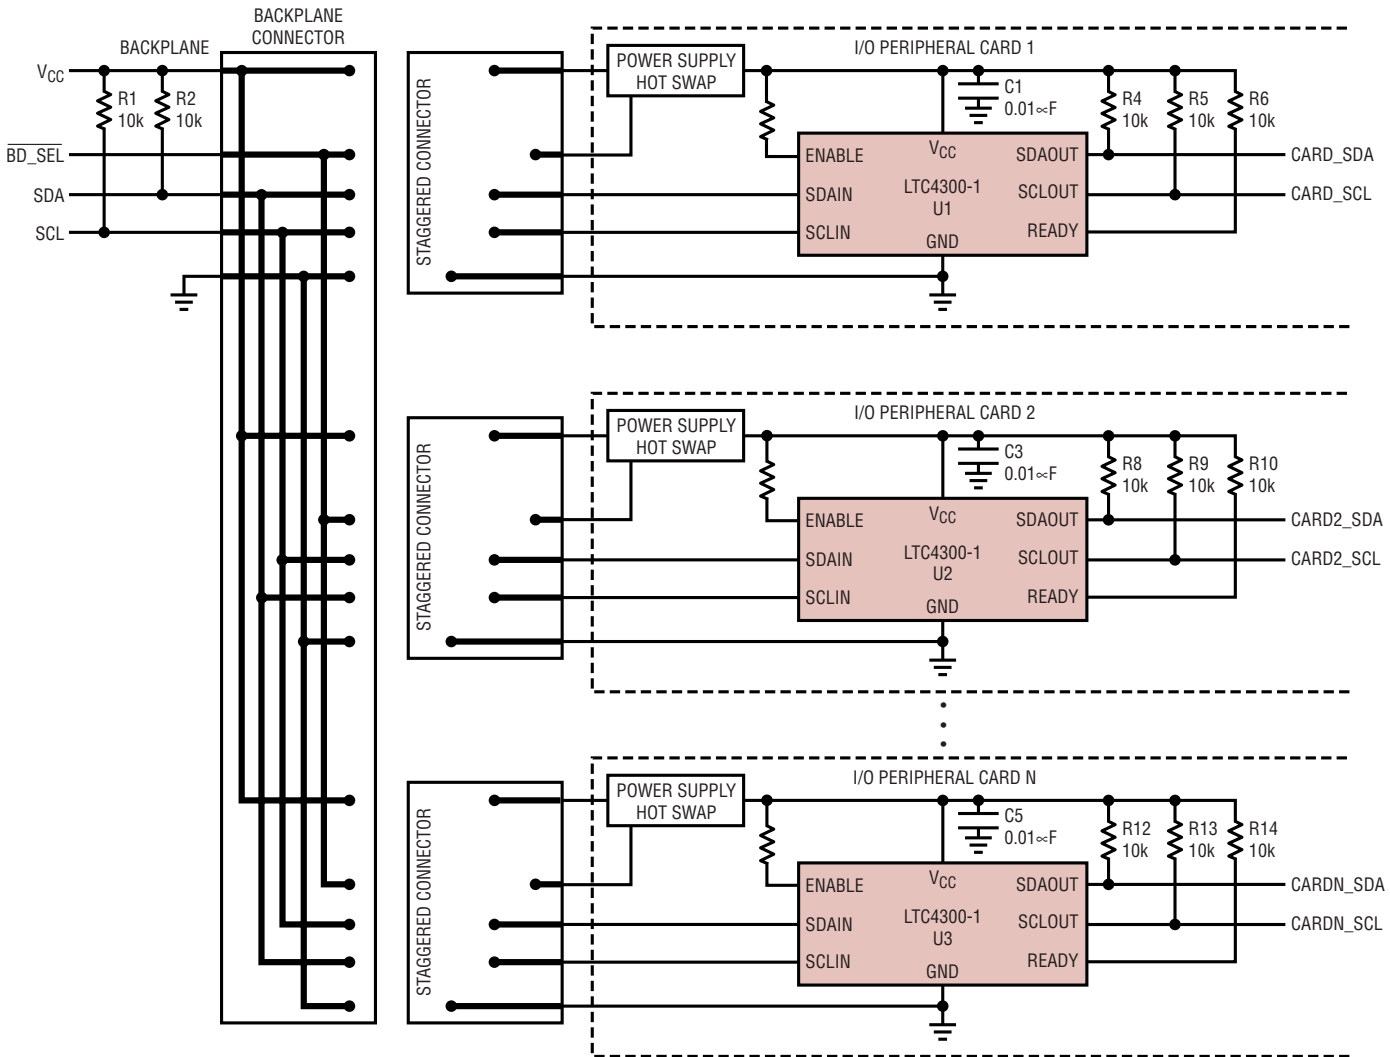 BACKPLANE
CONNECTOR
BACKPLANE
VCC
R1
10k
R2
10k
BD_SEL
SDA
SCL
STAGGERED CONNECTOR
I/O PERIPHERAL CARD 1
POWER SUPPLY
HOT SWAP
C1
0.01∝F
R4
10k
R5
10k
R6
10k
ENABLE
VCC
SDAOUT
CARD_SDA
SDAIN
LTC4300-1
U1
SCLOUT
CARD_SCL
SCLIN
GND
READY
STAGGERED CONNECTOR
I/O PERIPHERAL CARD 2
POWER SUPPLY
HOT SWAP
C3
0.01∝F
R8
10k
R9
10k
R10
10k
ENABLE
VCC
SDAOUT
CARD2_SDA
SDAIN
LTC4300-1
U2
SCLOUT
CARD2_SCL
SCLIN
GND
READY
STAGGERED CONNECTOR
I/O PERIPHERAL CARD N
POWER SUPPLY
HOT SWAP
C5
0.01∝F
R12
10k
R13
10k
R14
10k
ENABLE
VCC
SDAOUT
CARDN_SDA
SDAIN
LTC4300-1
U3
SCLOUT
CARDN_SCL
SCLIN
GND
READY